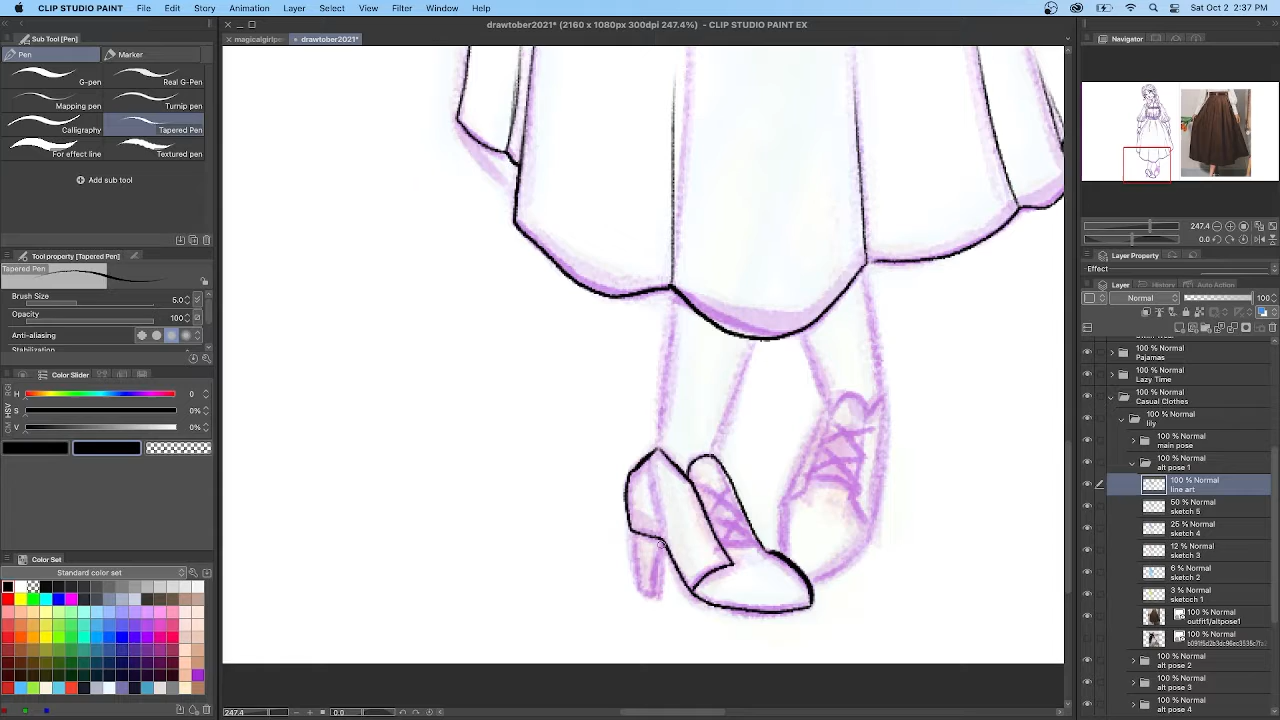 CLIP STUDIO PAINT File Edit Story Animation Layer Select View Filter Window Help Sat Oct 2 2:37 PM
drawtober2021* (2160 x 1080px 300dpi 247.4%) - CLIP STUDIO PAINT EX
Sub Tool [Pen]
magicalgirlpe drawtober2021*
Navigator
Pen Marker
G-pen Real G-Pen
Mapping pen Turnip pen
Calligraphy Tapered Pen
For effect line Textured pen
Add sub tool
Tool property [Tapered Pen]
Tapered Pen
Brush Size 5.0
Opacity 100
Anti-aliasing
Stabilization
Color Slider
H 0
S 0%
V 0%
Color Set
Standard color set
247.4 0.0
247.4
0.0
Layer Property
Effect
Layer History Auto Action
Normal 100
Pajamas
100 % Normal
Lazy Time
100 % Normal
Casual Clothes
100 % Normal
lily
100 % Normal
main pose
100 % Normal
alt pose 1
100 % Normal
line art
50 % Normal
sketch 5
25 % Normal
sketch 4
12 % Normal
sketch 3
6 % Normal
sketch 2
3 % Normal
sketch 1
100 % Normal
outfit1/altpose1
100 % Normal
100 % Normal
alt pose 2
100 % Normal
alt pose 3
100 % Normal
alt pose 4